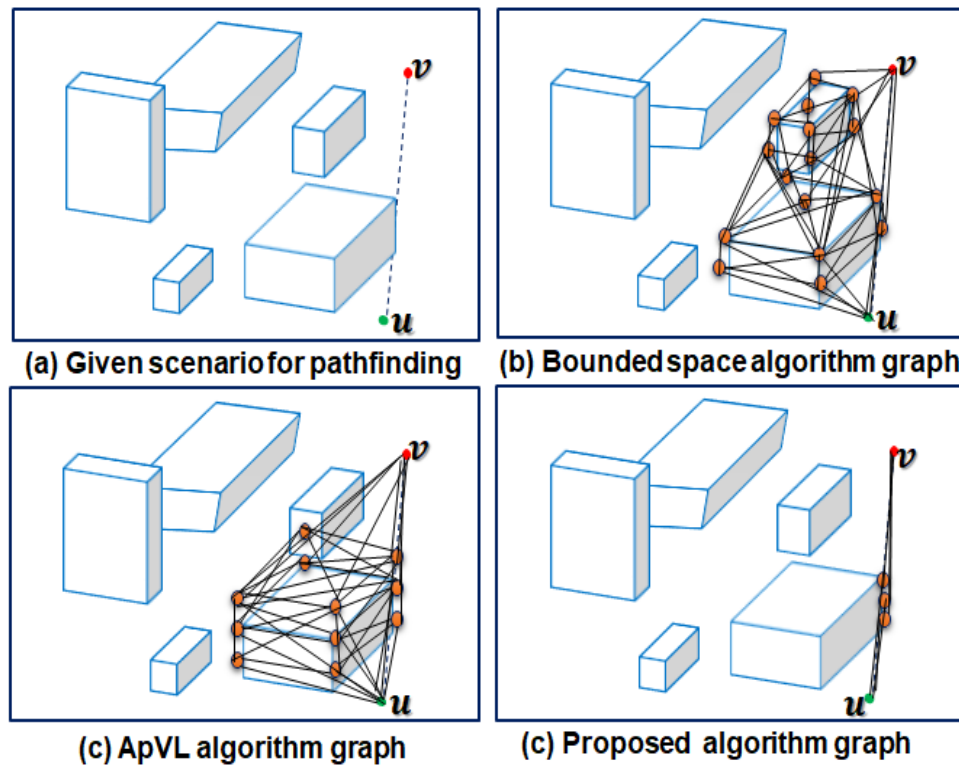 v
u
(a) Given scenario for pathfinding
v
u
(b) Bounded space algorithm graph
v
u
(c) ApVL algorithm graph
v
u
(c) Proposed algorithm graph